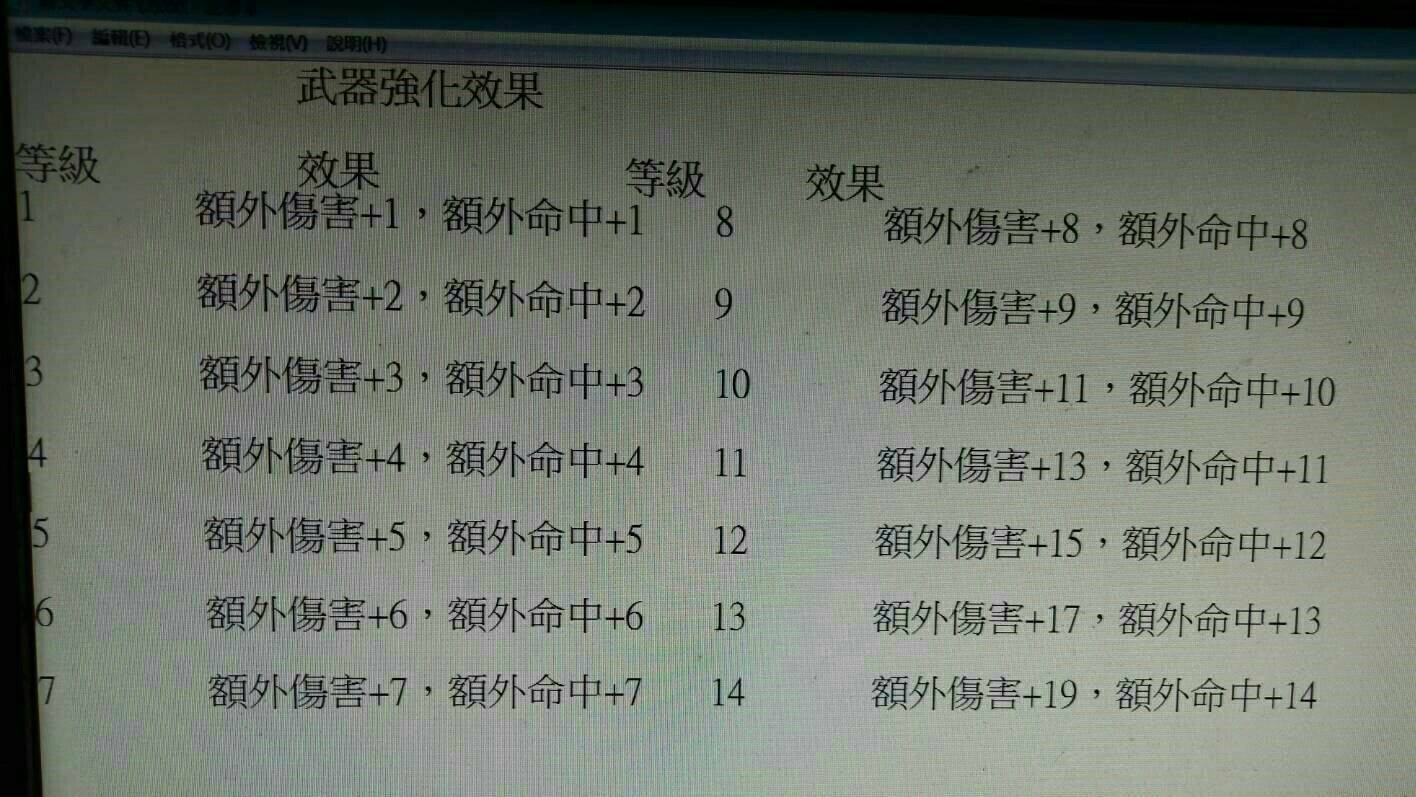 檔案(F) 編輯(E) 格式(O) 檢視(V) 說明(H)
武器強化效果
等級 效果 等級 效果
1 額外傷害+1，額外命中+1 8 額外傷害+8，額外命中+8
2 額外傷害+2，額外命中+2 9 額外傷害+9，額外命中+9
3 額外傷害+3，額外命中+3 10 額外傷害+11，額外命中+10
4 額外傷害+4，額外命中+4 11 額外傷害+13，額外命中+11
5 額外傷害+5，額外命中+5 12 額外傷害+15，額外命中+12
6 額外傷害+6，額外命中+6 13 額外傷害+17，額外命中+13
7 額外傷害+7，額外命中+7 14 額外傷害+19，額外命中+14